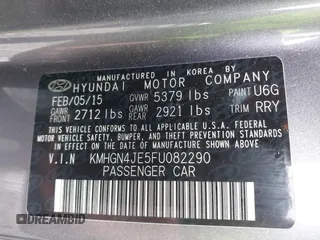 MANUFACTURED IN KOREA BY
HYUNDAI MOTOR COMPANY
FEB/05/15 GVWR 5379 lbs PAINT U6G
GAWR FRONT 2712 lbs GAWR REAR 2921 lbs TRIM RRY
THIS VEHICLE CONFORMS TO ALL APPLICABLE U.S. FEDERAL
MOTOR VEHICLE SAFETY, BUMPER, AND THEFT PREVENTION
STANDARDS IN EFFECT ON THE DATE OF MANUFACTURE SHOWN ABOVE.
V.I.N KMHGN4JE5FU082290
PASSENGER CAR
DREAMBID